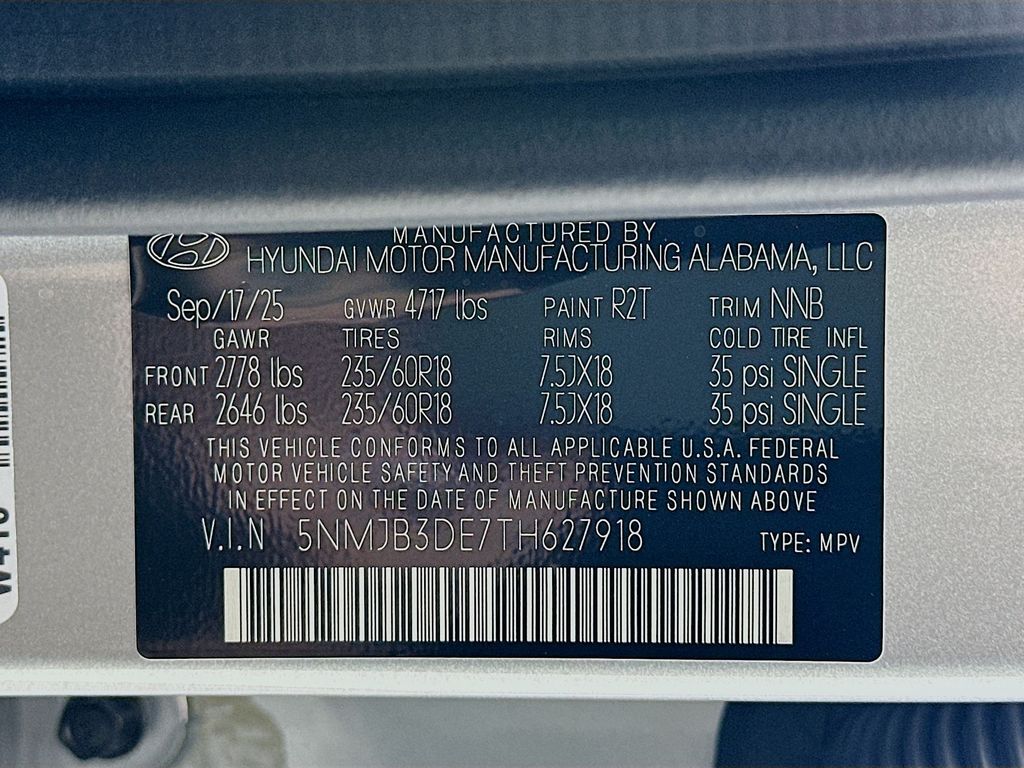 MANUFACTURED BY
HYUNDAI MOTOR MANUFACTURING ALABAMA, LLC
Sep/17/25 GVWR 4717 lbs PAINT R2T TRIM NNB
GAWR TIRES RIMS COLD TIRE INFL
FRONT 2778 lbs 235/60R18 7.5JX18 35 psi SINGLE
REAR 2646 lbs 235/60R18 7.5JX18 35 psi SINGLE
THIS VEHICLE CONFORMS TO ALL APPLICABLE U.S.A. FEDERAL
MOTOR VEHICLE SAFETY AND THEFT PREVENTION STANDARDS
IN EFFECT ON THE DATE OF MANUFACTURE SHOWN ABOVE
V.I.N 5NMJB3DE7TH627918 TYPE: MPV